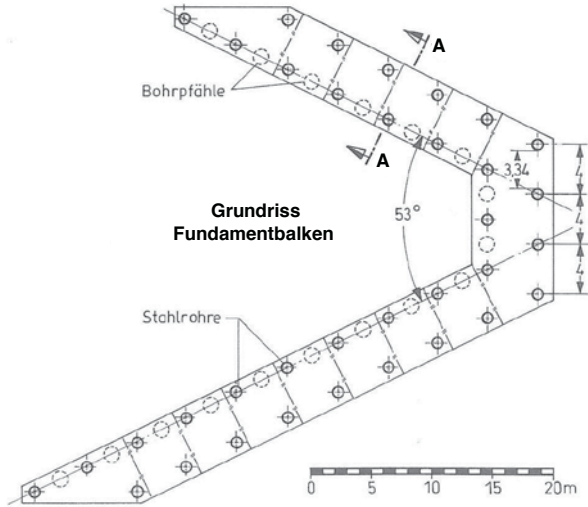 A
Bohrpfähle
A
3,34
4
Grundriss
Fundamentbalken
53°
4
4
Stahlrohre
0 5 10 15 20m